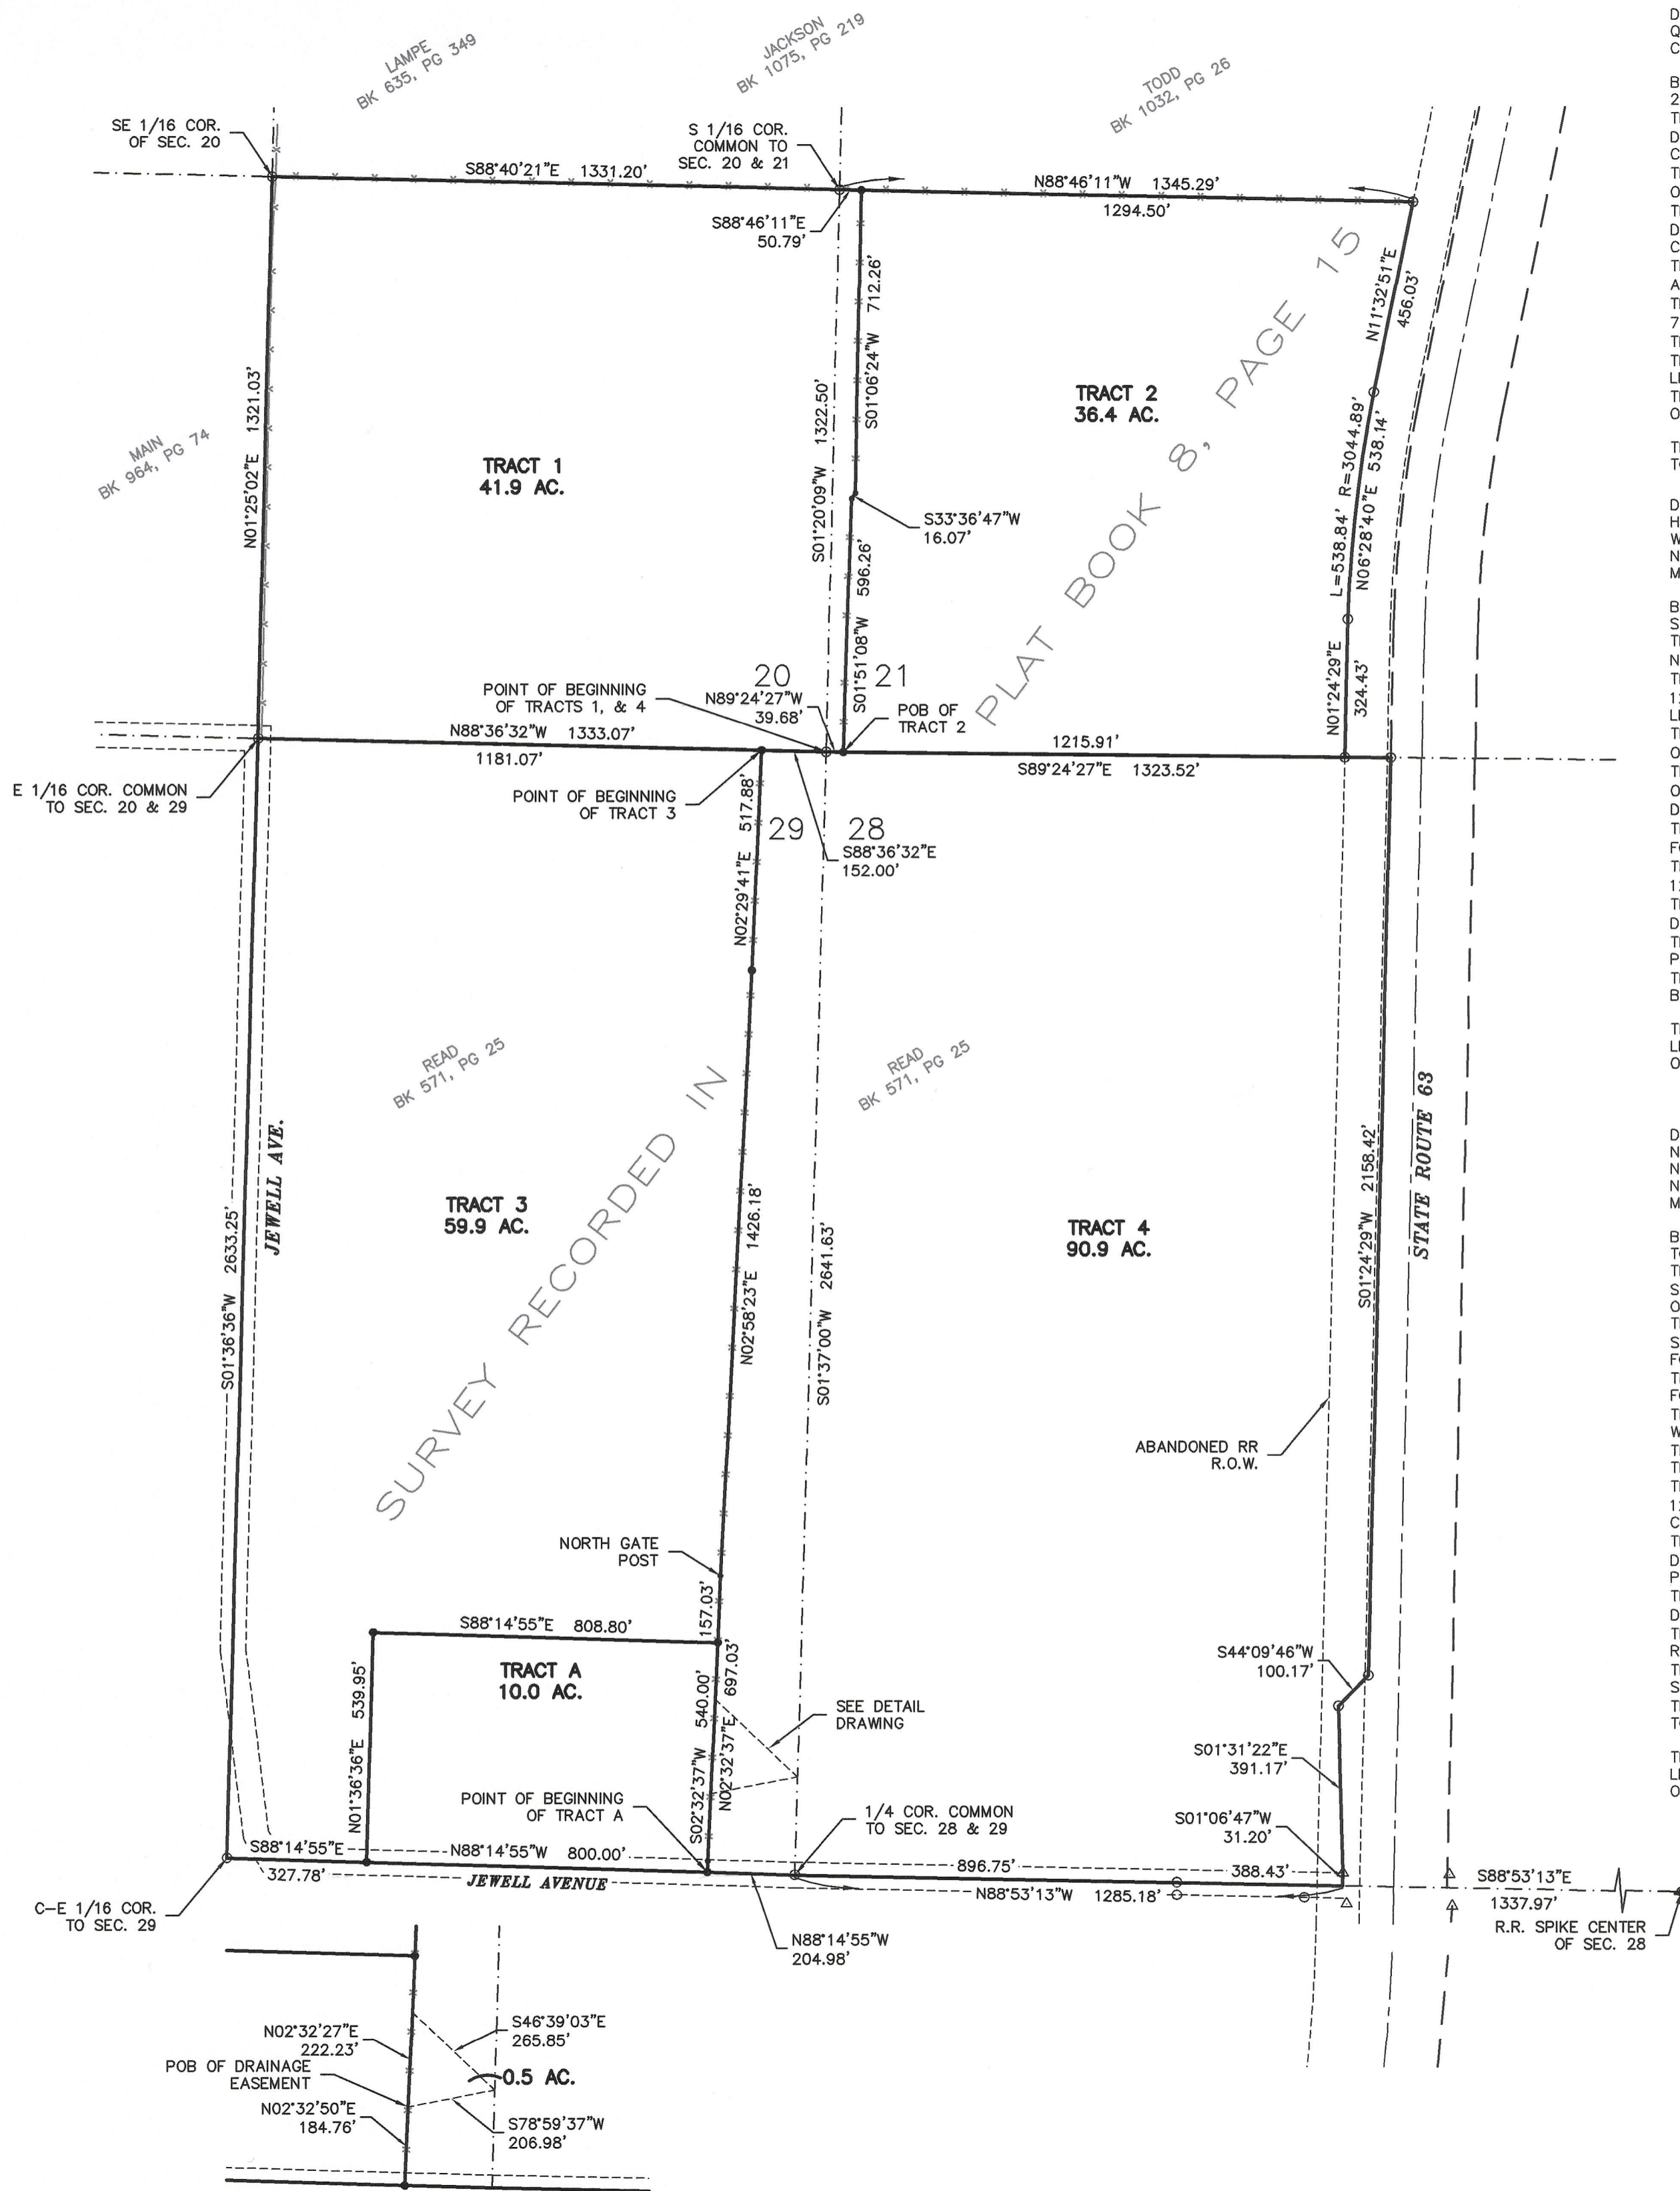 LAMPE
BK 635, PG 349
JACKSON
BK 1075, PG 219
TODD
BK 1032, PG 26
SE 1/16 COR.
OF SEC. 20
S 1/16 COR.
COMMON TO
SEC. 20 & 21
S88°40'21"E 1331.20'
N88°46'11"W 1345.29'
1294.50'
S88°46'11"E
50.79'
S01°06'24"W 712.26'
N11°32'51"E
456.03'
MAIN
BK 964, PG 74
N01°25'02"E 1321.03'
TRACT 1
41.9 AC.
S01°20'09"W 1322.50'
TRACT 2
36.4 AC.
S33°36'47"W
16.07'
L=538.84' R=3044.89'
N06°28'40"E 538.14'
S01°51'08"W 596.26'
N01°24'29"E
324.43'
20
21
POINT OF BEGINNING
OF TRACTS 1, & 4
N89°24'27"W
39.68'
POB OF
TRACT 2
N88°36'32"W 1333.07'
1181.07'
1215.91'
S89°24'27"E 1323.52'
E 1/16 COR. COMMON
TO SEC. 20 & 29
POINT OF BEGINNING
OF TRACT 3
29
28
S88°36'32"E
152.00'
N02°29'41"E 517.88'
READ
BK 571, PG 25
READ
BK 571, PG 25
SURVEY RECORDED IN PLAT BOOK 8, PAGE 15
JEWELL AVE.
S01°36'36"W 2633.25'
TRACT 3
59.9 AC.
N02°58'23"E 1426.18'
S01°37'00"W 2641.63'
TRACT 4
90.9 AC.
S01°24'29"W 2158.42'
STATE ROUTE 63
ABANDONED RR
R.O.W.
NORTH GATE
POST
157.03'
S88°14'55"E 808.80'
TRACT A
10.0 AC.
N01°36'36"E 539.95'
S02°32'37"W 540.00'
N02°32'37"E 697.03'
SEE DETAIL
DRAWING
S44°09'46"W
100.17'
S01°31'22"E
391.17'
S01°06'47"W
31.20'
POINT OF BEGINNING
OF TRACT A
1/4 COR. COMMON
TO SEC. 28 & 29
S88°14'55"E
327.78'
N88°14'55"W 800.00'
JEWELL AVENUE
896.75'
388.43'
N88°53'13"W 1285.18'
S88°53'13"E
1337.97'
C-E 1/16 COR.
TO SEC. 29
N88°14'55"W
204.98'
R.R. SPIKE CENTER
OF SEC. 28
N02°32'27"E
222.23'
S46°39'03"E
265.85'
POB OF DRAINAGE
EASEMENT
0.5 AC.
N02°32'50"E
184.76'
S78°59'37"W
206.98'